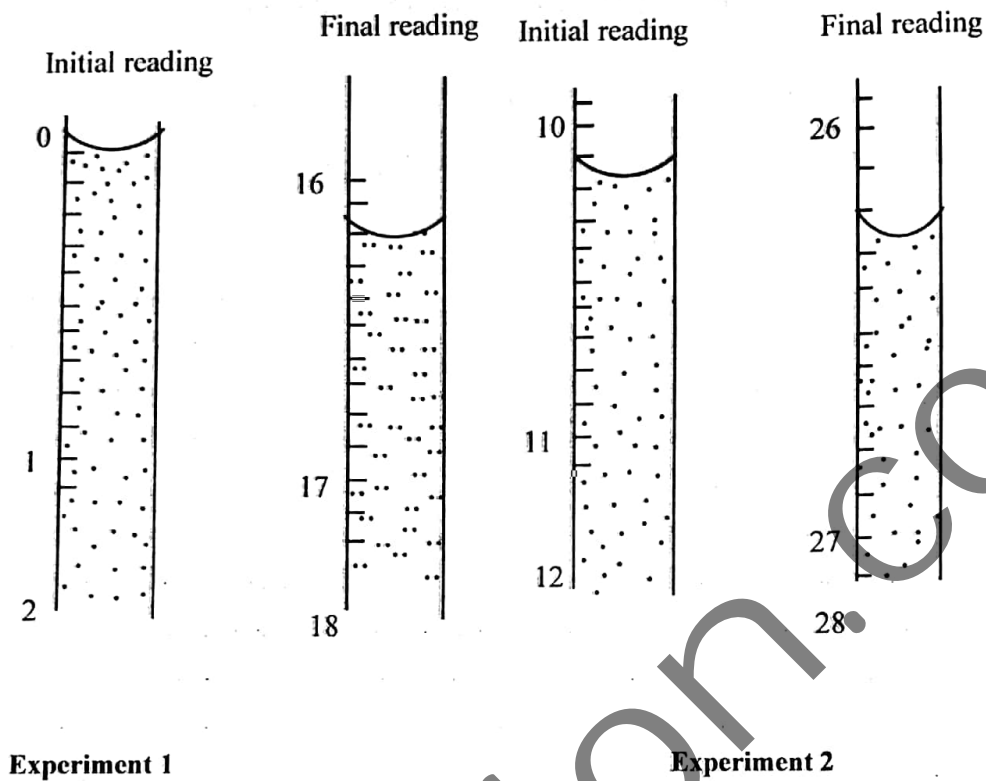 Initial reading
Final reading
Initial reading
Final reading
0
1
2
16
17
18
10
11
12
26
27
28
Experiment 1
Experiment 2